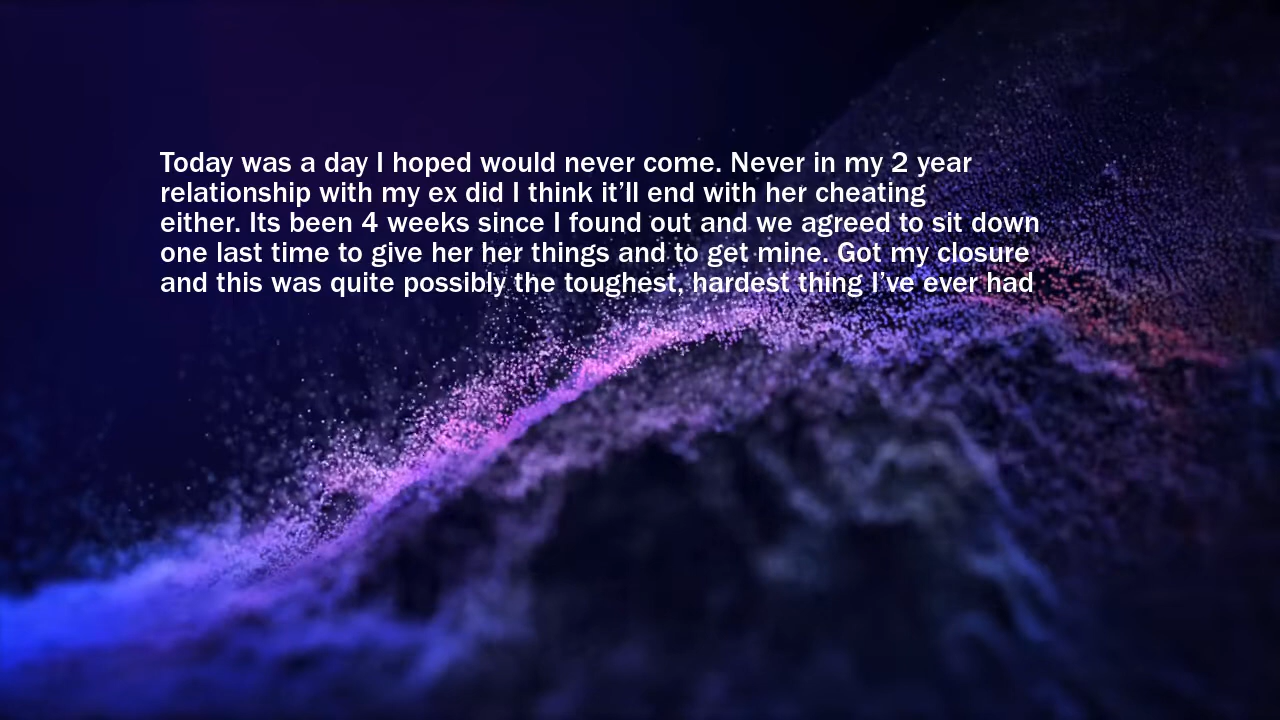 Today was a day I hoped would never come. Never in my 2 year
relationship with my ex did I think it’ll end with her cheating
either. Its been 4 weeks since I found out and we agreed to sit down
one last time to give her her things and to get mine. Got my closure
and this was quite possibly the toughest, hardest thing I’ve ever had